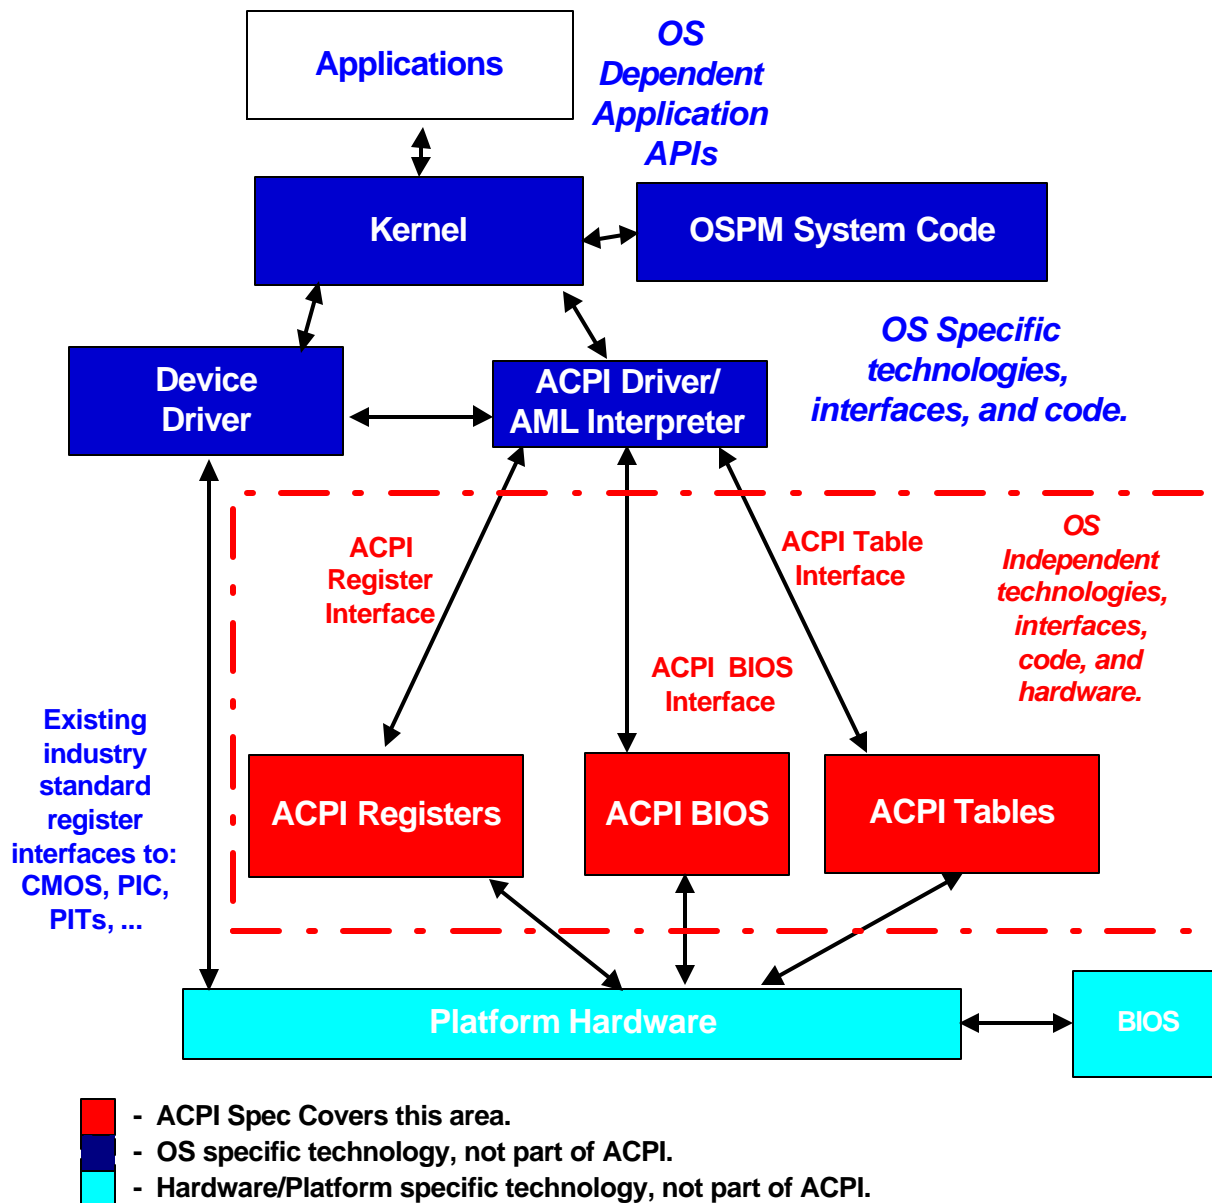 Applications
OS
Dependent
Application
APIs
Kernel
OSPM System Code
OS Specific
technologies,
interfaces, and code.
Device
Driver
ACPI Driver/
AML Interpreter
ACPI
Register
Interface
ACPI Table
Interface
OS
Independent
technologies,
interfaces,
code, and
hardware.
ACPI BIOS
Interface
Existing
industry
standard
register
interfaces to:
CMOS, PIC,
PITs, ...
ACPI Registers
ACPI BIOS
ACPI Tables
Platform Hardware
BIOS
- ACPI Spec Covers this area.
- OS specific technology, not part of ACPI.
- Hardware/Platform specific technology, not part of ACPI.